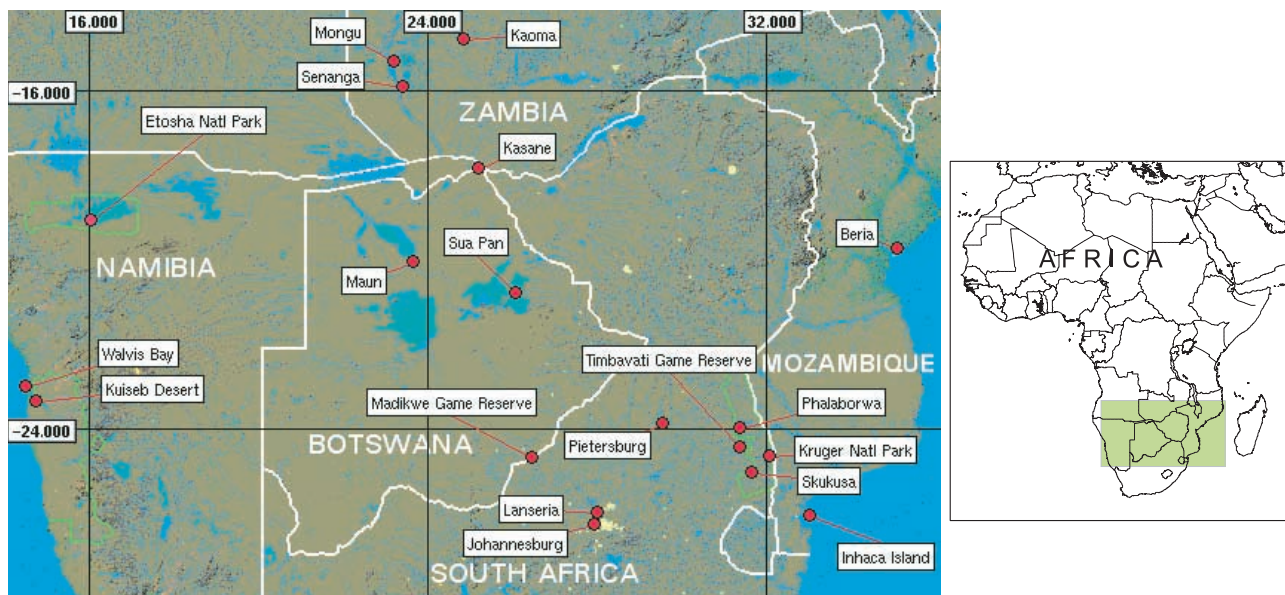 16.000
24.000
32.000
Mongu
Kaoma
Senanga
-16.000
ZAMBIA
Etosha Natl Park
Kasane
Beria
Sua Pan
NAMIBIA
Maun
AFRICA
Walvis Bay
Timbavati Game Reserve
MOZAMBIQUE
Kuiseb Desert
Madikwe Game Reserve
Phalaborwa
-24.000
BOTSWANA
Pietersburg
Kruger Natl Park
Skukusa
Lanseria
Johannesburg
Inhaca Island
SOUTH AFRICA